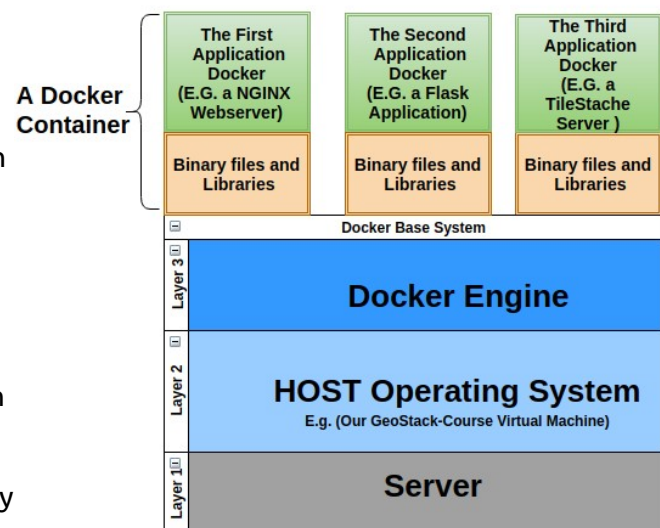 The First
Application
Docker
(E.G. a NGINX
Webserver)
The Second
Application
Docker
(E.G. a Flask
Application)
The Third
Application
Docker
(E.G. a
TileStache
Server )
A Docker
Container
Binary files and
Libraries
Binary files and
Libraries
Binary files and
Libraries
Docker Base System
Layer 3
Docker Engine
Layer 2
HOST Operating System
E.g. (Our GeoStack-Course Virtual Machine)
Layer 1
Server